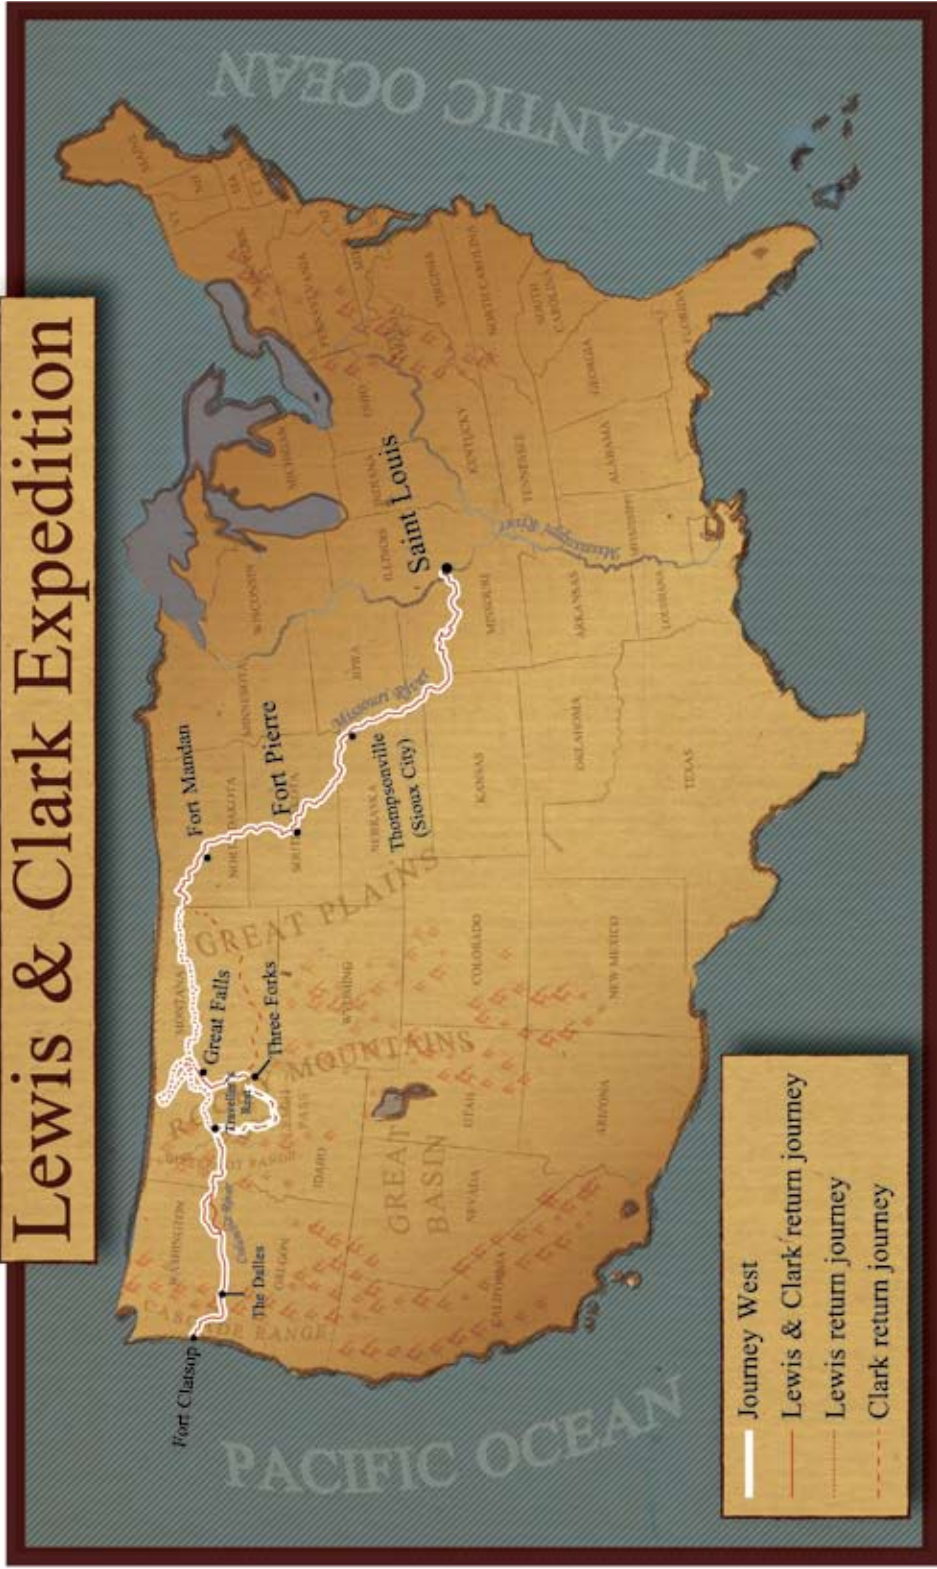 Lewis & Clark Expedition
ATLANTIC OCEAN
PACIFIC OCEAN
Fort Clatsop
The Dalles
Great Falls
Three Forks
Fort Mandan
Fort Pierre
Thompsonville
(Sioux City)
Saint Louis
Missouri River
Mississippi River
GREAT PLAINS
MOUNTAINS
GREAT
BASIN
WASHINGTON
OREGON
CALIFORNIA
NEVADA
IDAHO
MONTANA
WYOMING
UTAH
COLORADO
ARIZONA
NEW MEXICO
NEBRASKA
KANSAS
OKLAHOMA
TEXAS
MINNESOTA
IOWA
MISSOURI
ARKANSAS
LOUISIANA
WISCONSIN
ILLINOIS
MICHIGAN
INDIANA
OHIO
KENTUCKY
TENNESSEE
MISSISSIPPI
ALABAMA
GEORGIA
FLORIDA
SOUTH
CAROLINA
NORTH CAROLINA
VIRGINIA
PENNSYLVANIA
VT
NH
MA
MAINE
Journey West
Lewis & Clark return journey
Lewis return journey
Clark return journey